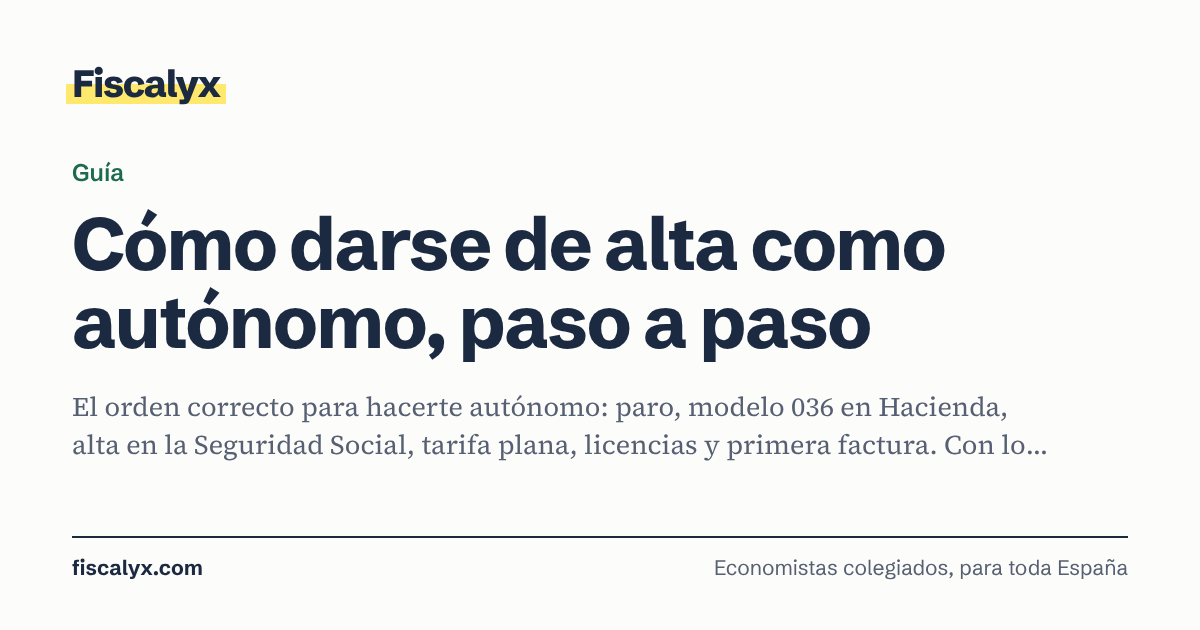 Fiscalyx
Guía
Cómo darse de alta como
autónomo, paso a paso
El orden correcto para hacerte autónomo: paro, modelo 036 en Hacienda,
alta en la Seguridad Social, tarifa plana, licencias y primera factura. Con lo...
fiscalyx.com
Economistas colegiados, para toda España